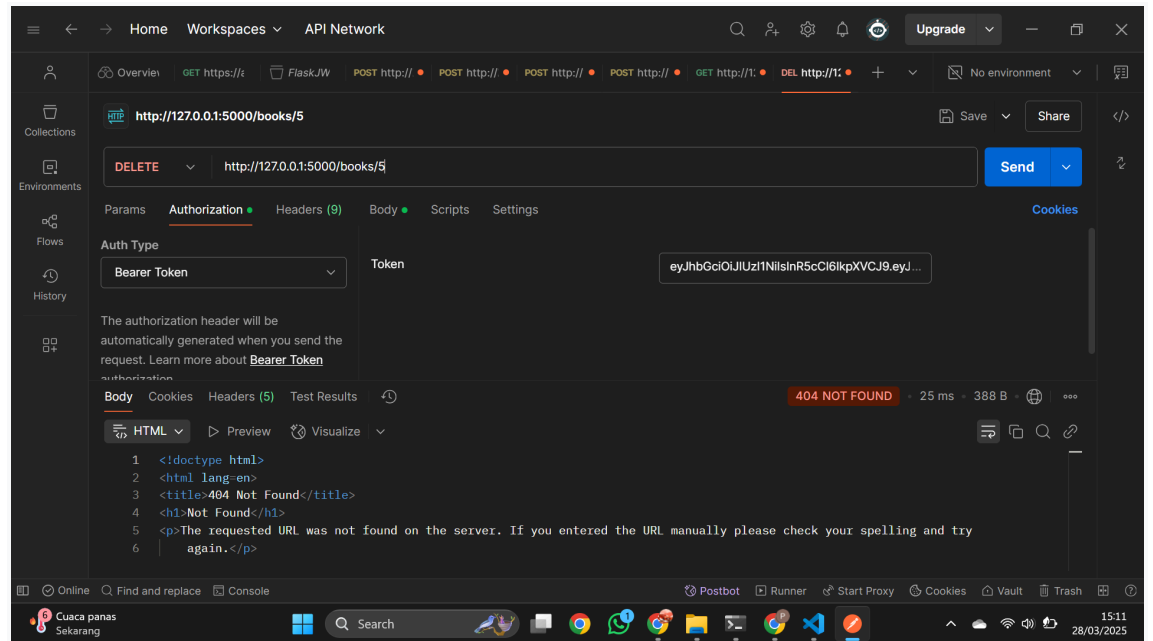 Home Workspaces API Network Upgrade
Overview GET https://a FlaskJW POST http:// POST http:// POST http:// POST http:// GET http://1: DEL http://12 No environment
Collections
HTTP http://127.0.0.1:5000/books/5 Save Share
Environments
DELETE http://127.0.0.1:5000/books/5 Send
Flows
Params Authorization Headers (9) Body Scripts Settings Cookies
History
Auth Type
Bearer Token
Token
eyJhbGciOiJIUzI1NiIsInR5cCI6IkpXVCJ9.eyJ...
The authorization header will be
automatically generated when you send the
request. Learn more about Bearer Token
authorization
Body Cookies Headers (5) Test Results 404 NOT FOUND 25 ms 388 B
HTML Preview Visualize
1 <!doctype html>
2 <html lang=en>
3 <title>404 Not Found</title>
4 <h1>Not Found</h1>
5 <p>The requested URL was not found on the server. If you entered the URL manually please check your spelling and try
6 again.</p>
Online Find and replace Console Postbot Runner Start Proxy Cookies Vault Trash
6 Cuaca panas
Sekarang
Search
1
15:11
28/03/2025